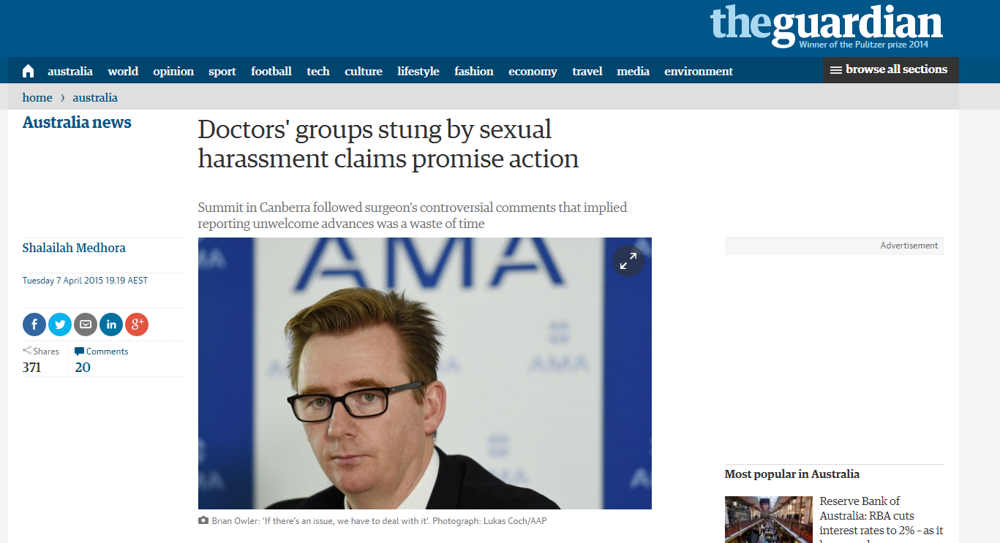 theguardian
Winner of the Pulitzer prize 2014
australia world opinion sport football tech culture lifestyle fashion economy travel media environment browse all sections
home › australia
Australia news
Doctors' groups stung by sexual
harassment claims promise action
Summit in Canberra followed surgeon's controversial comments that implied
reporting unwelcome advances was a waste of time
Shalailah Medhora
Tuesday 7 April 2015 19.19 AEST
f in g+
Shares Comments
371 20
AMA
AMA
AMA
AMA
AMA
Brian Owler: 'If there's an issue, we have to deal with it'. Photograph: Lukas Coch/AAP
Advertisement
Most popular in Australia
Reserve Bank of
Australia: RBA cuts
interest rates to 2% – as it